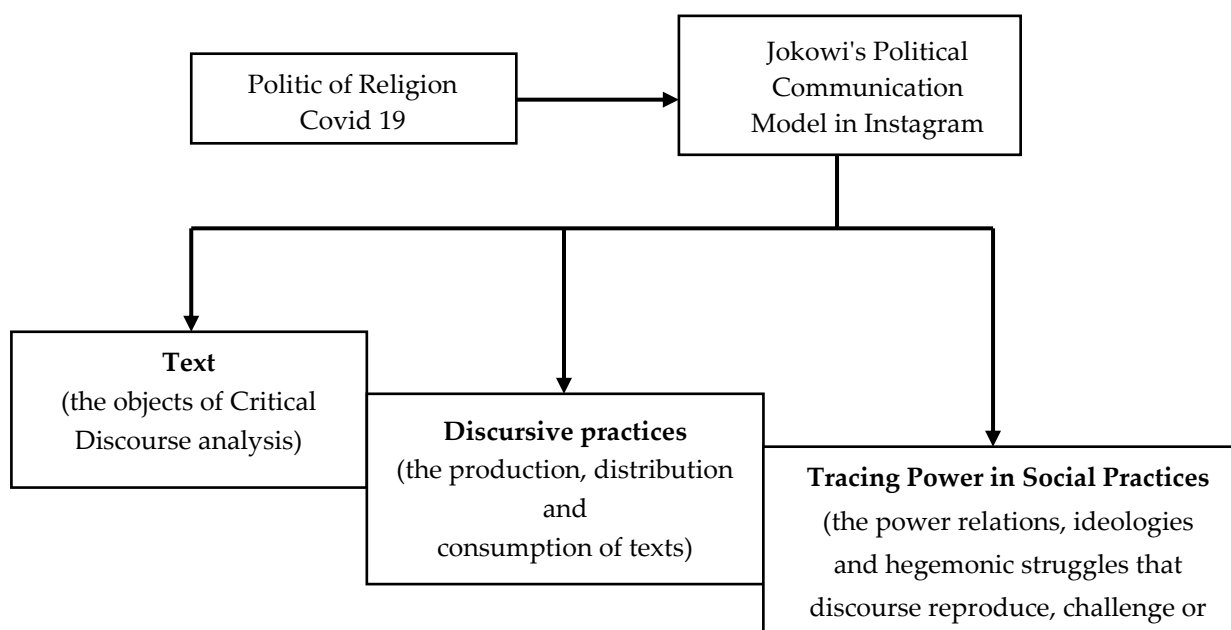 Politic of Religion
Covid 19
Jokowi's Political
Communication
Model in Instagram
Text
(the objects of Critical
Discourse analysis)
Discursive practices
(the production, distribution
and
consumption of texts)
Tracing Power in Social Practices
(the power relations, ideologies
and hegemonic struggles that
discourse reproduce, challenge or